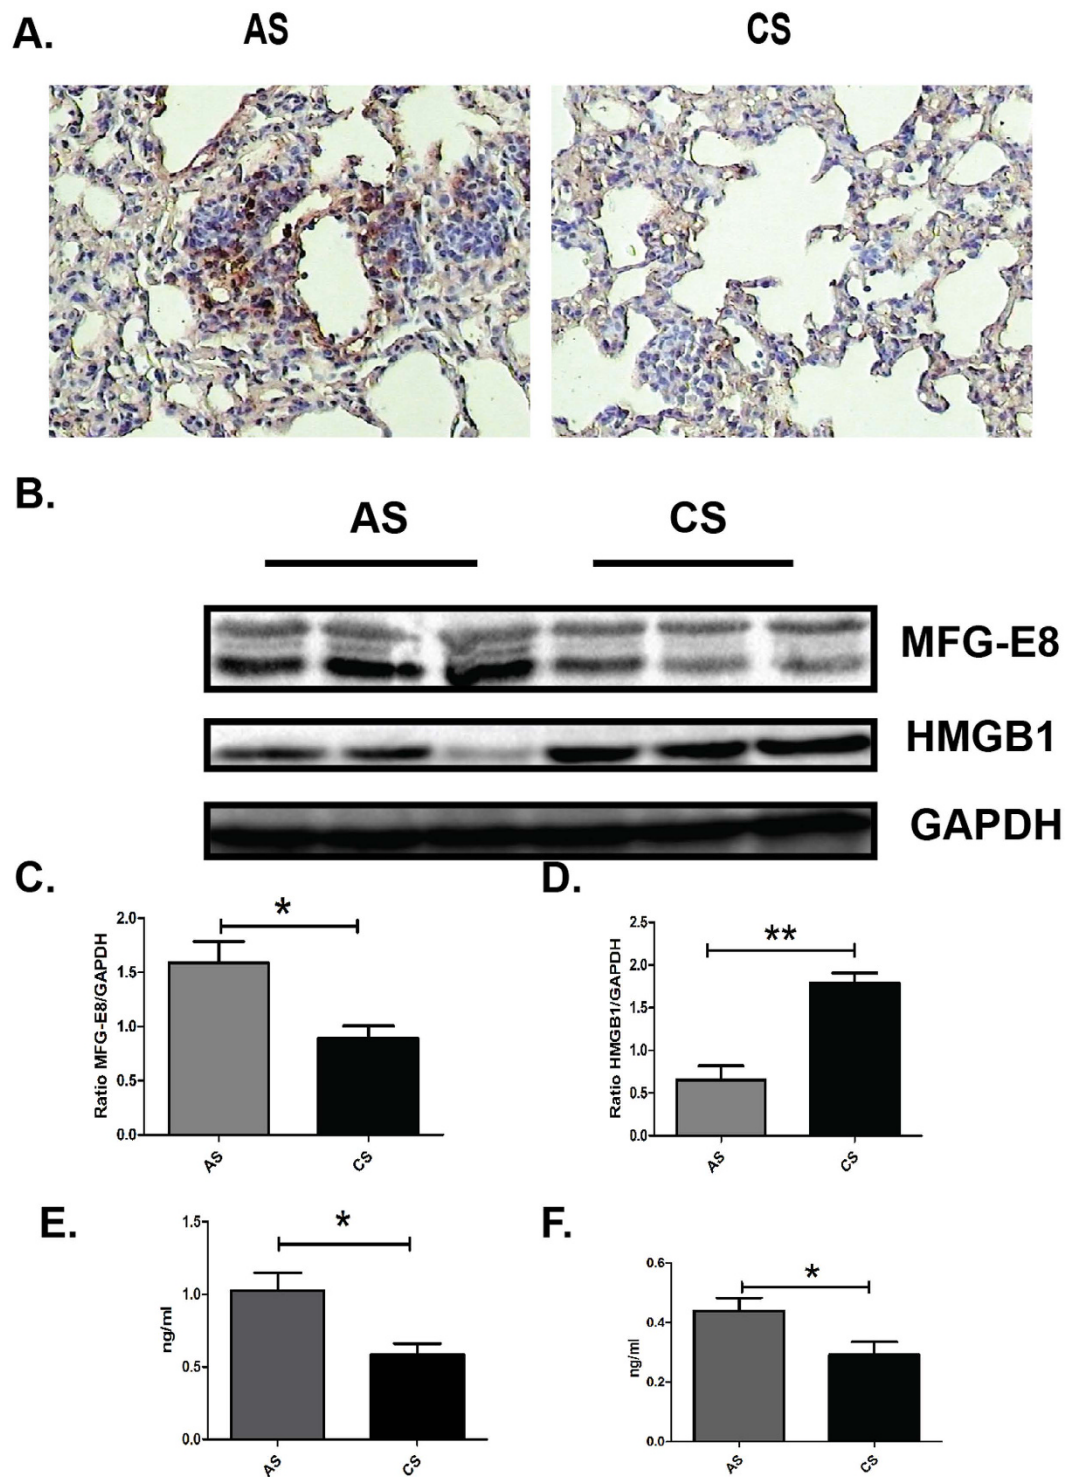 A.
AS
CS
B.
AS
CS
MFG-E8
HMGB1
GAPDH
C.
*
Ratio MFG-E8/GAPDH
2.0
1.5
1.0
0.5
0.0
AS
CS
D.
**
Ratio HMGB1/GAPDH
2.5
2.0
1.5
1.0
0.5
0.0
AS
CS
E.
*
ng/ml
1.5
1.0
0.5
0.0
AS
CS
F.
*
ng/ml
0.6
0.4
0.2
0.0
AS
CS